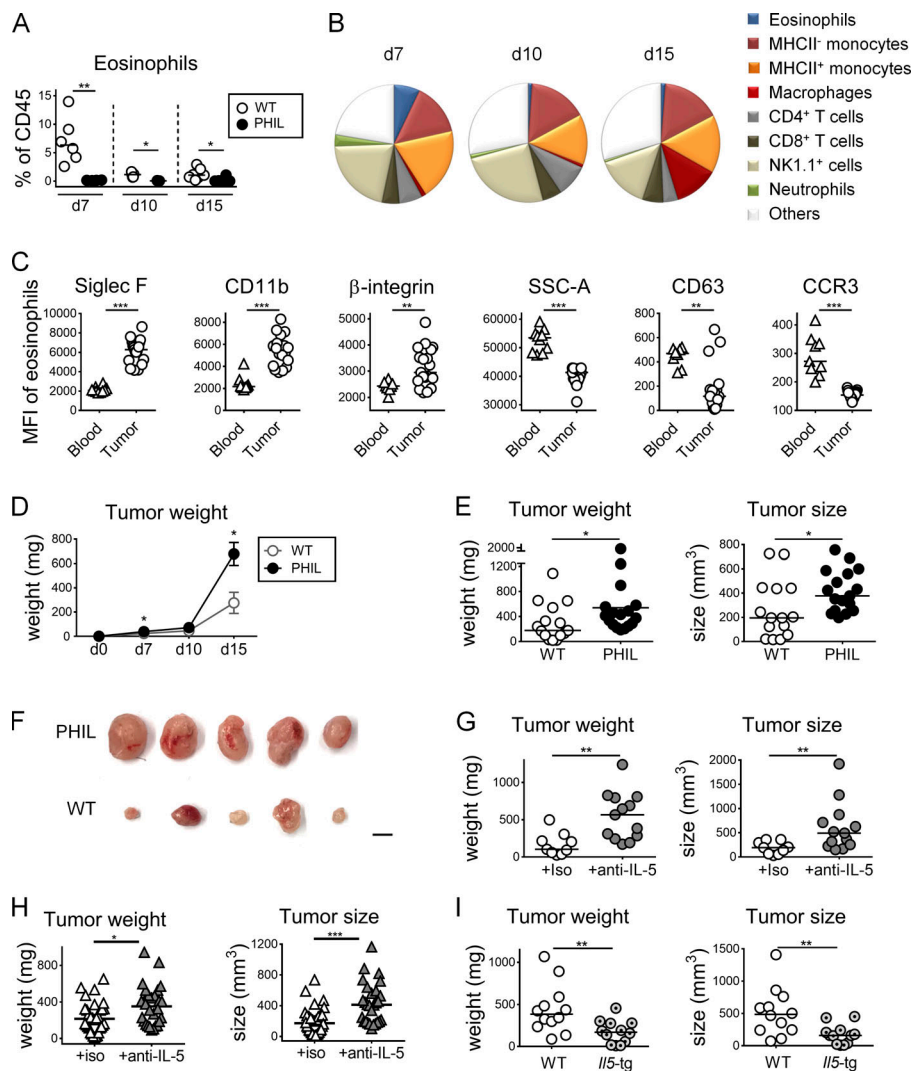 A
Eosinophils
% of CD45
15
10
5
0
**
*
*
d7
d10
d15
WT
PHIL
B
d7
d10
d15
Eosinophils
MHCII⁻ monocytes
MHCII⁺ monocytes
Macrophages
CD4⁺ T cells
CD8⁺ T cells
NK1.1⁺ cells
Neutrophils
Others
C
MFI of eosinophils
Siglec F
***
10000
8000
6000
4000
2000
0
Blood
Tumor
CD11b
***
8000
6000
4000
2000
0
Blood
Tumor
β-integrin
**
5000
4000
3000
2000
Blood
Tumor
SSC-A
***
60000
50000
40000
30000
Blood
Tumor
CD63
**
800
600
400
200
0
Blood
Tumor
CCR3
***
400
300
200
100
Blood
Tumor
D
Tumor weight
weight (mg)
800
600
400
200
0
*
*
d0
d7
d10
d15
WT
PHIL
E
Tumor weight
weight (mg)
2000
1200
800
400
0
*
WT
PHIL
Tumor size
size (mm³)
800
600
400
200
0
*
WT
PHIL
F
PHIL
WT
G
Tumor weight
weight (mg)
1000
500
0
**
+Iso
+anti-IL-5
Tumor size
size (mm³)
2000
1500
1000
500
0
**
+Iso
+anti-IL-5
H
Tumor weight
weight (mg)
800
400
0
*
+iso
+anti-IL-5
Tumor size
size (mm³)
1200
800
400
0
***
+iso
+anti-IL-5
I
Tumor weight
weight (mg)
1000
500
0
**
WT
Il5-tg
Tumor size
size (mm³)
1500
1000
500
0
**
WT
Il5-tg